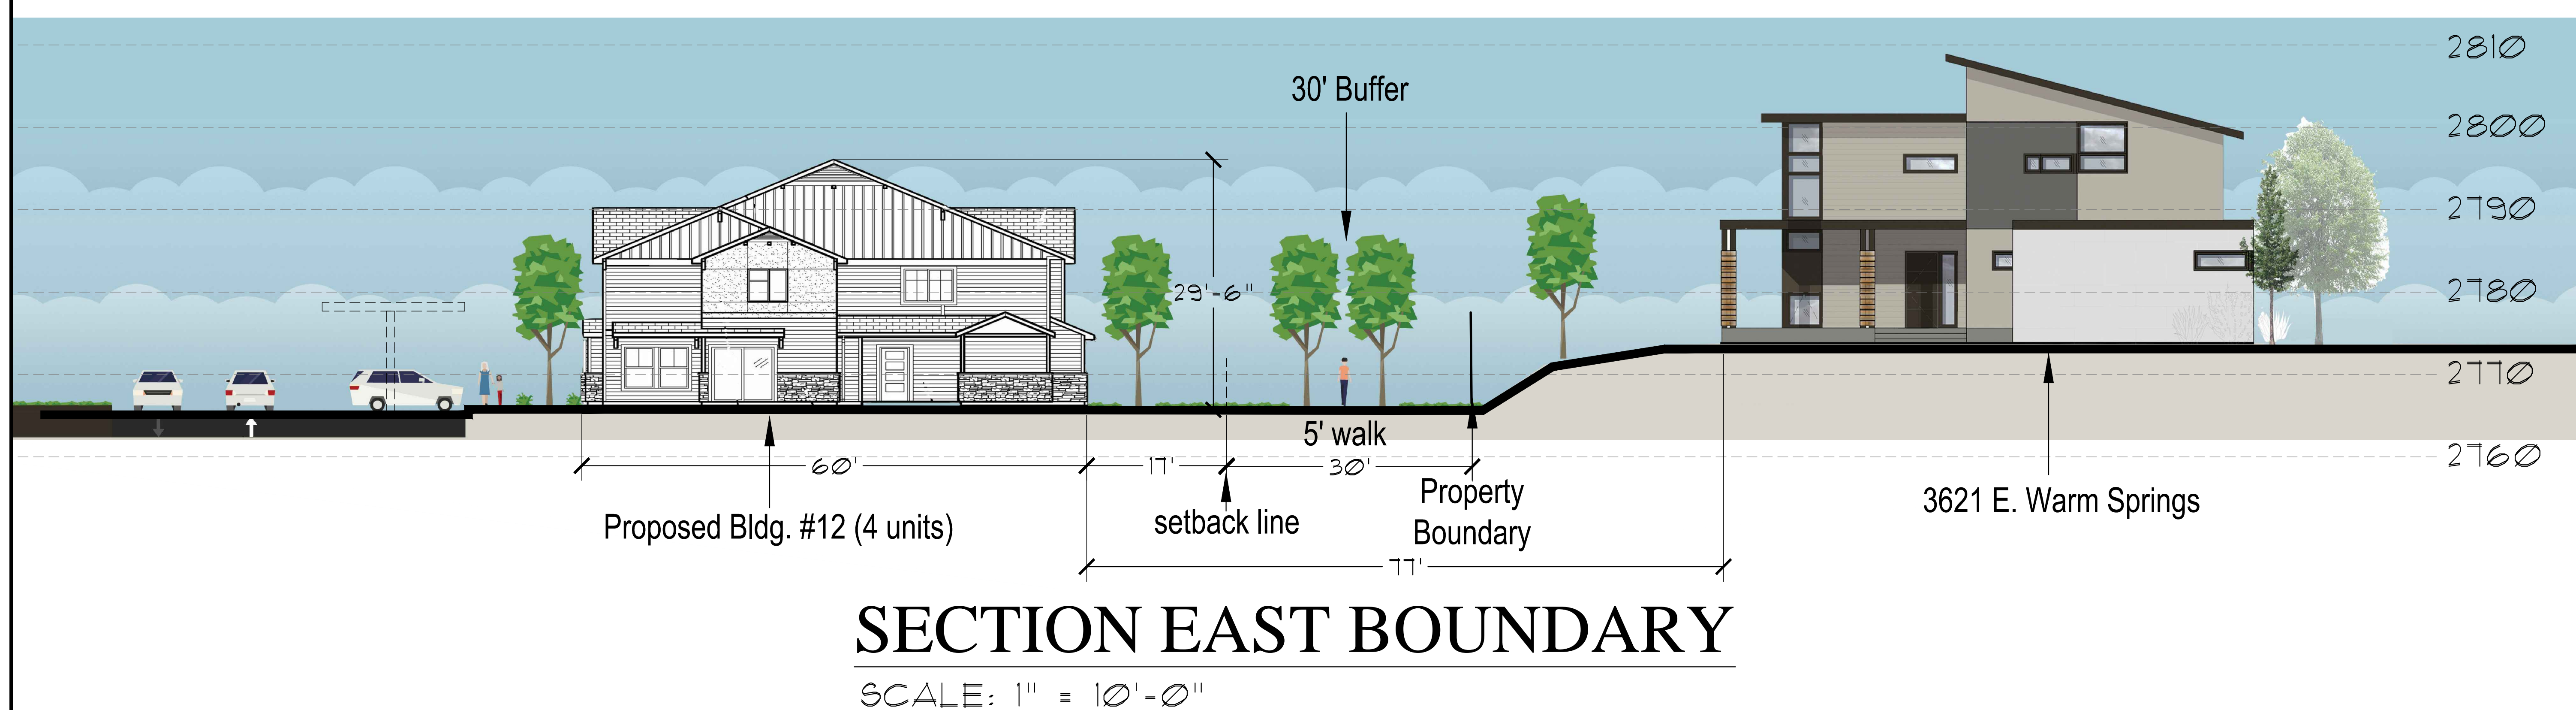 2810
30' Buffer
2800
2790
29'-6"
2780
2770
5' walk
2760
60'
17'
30'
Property
Boundary
3621 E. Warm Springs
Proposed Bldg. #12 (4 units)
setback line
77'
SECTION EAST BOUNDARY
SCALE: 1" = 10'-0"